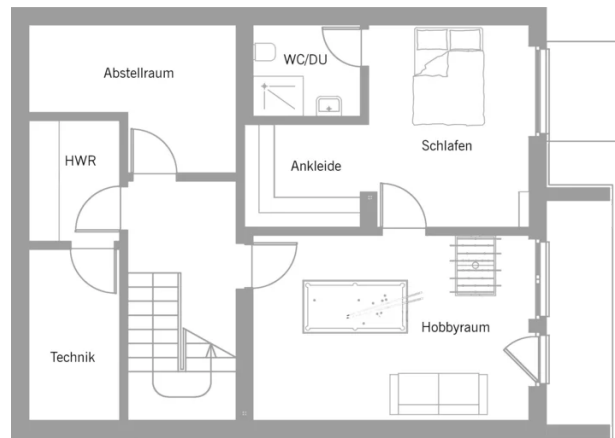 Abstellraum
WC/DU
HWR
Ankleide
Schlafen
Technik
Hobbyraum